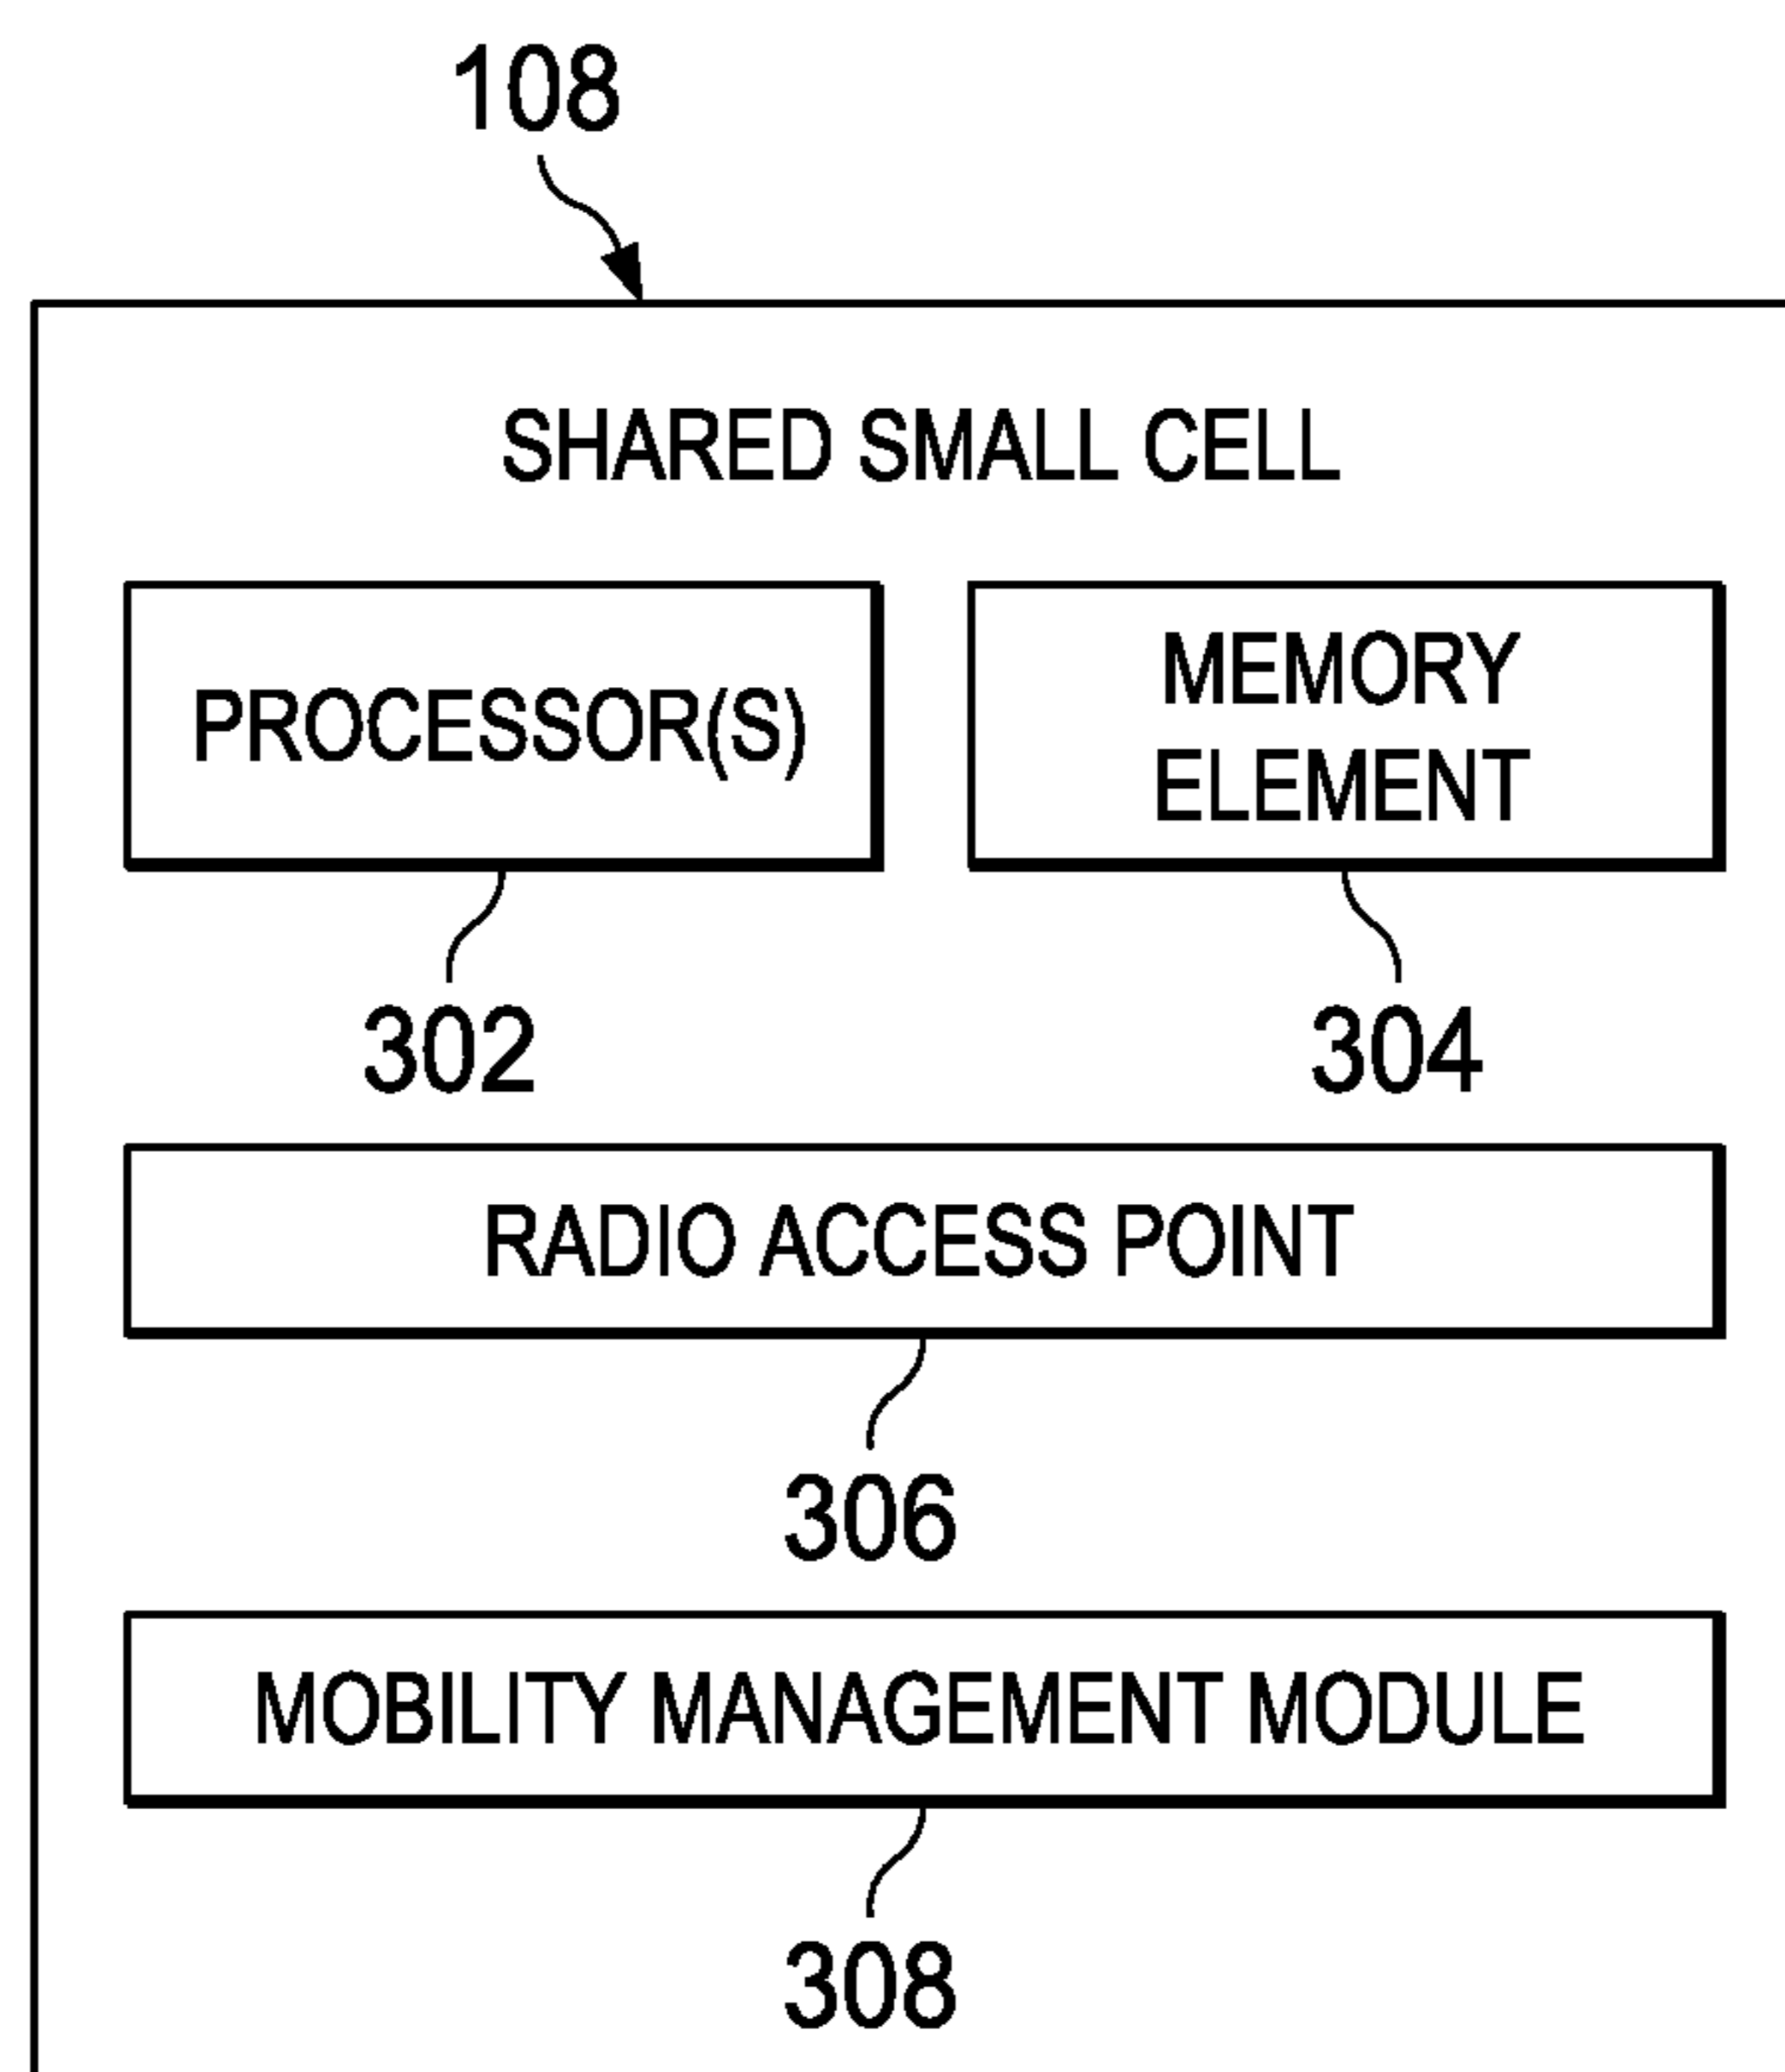 108
SHARED SMALL CELL
PROCESSOR(S)
MEMORY
ELEMENT
302
304
RADIO ACCESS POINT
306
MOBILITY MANAGEMENT MODULE
308